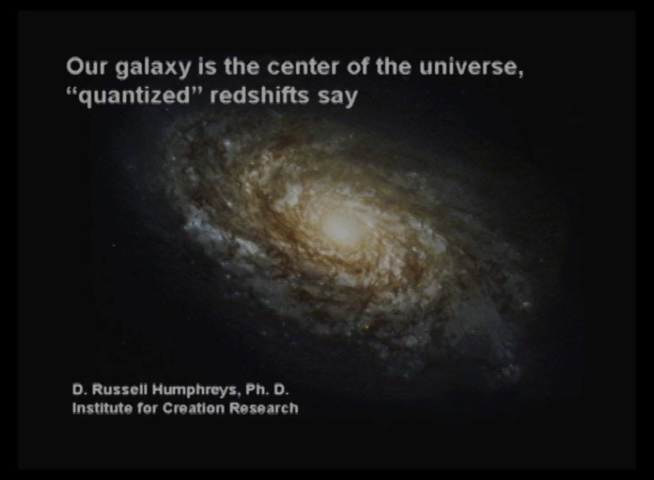 Our galaxy is the center of the universe,
“quantized” redshifts say
D. Russell Humphreys, Ph. D.
Institute for Creation Research